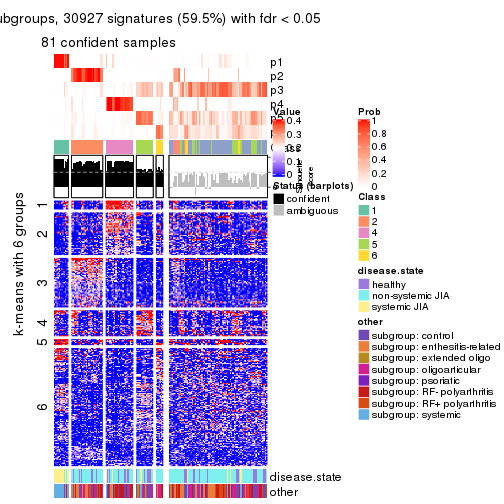 ubgroups, 30927 signatures (59.5%) with fdr < 0.05
81 confident samples
p1
p2
p3
p4
Value
0.4
0.3
0.2
0.1
0
Prob
1
0.8
0.6
0.4
0.2
0
Silhouette
score
Status (barplots)
confident
ambiguous
Class
1
2
4
5
6
disease.state
healthy
non-systemic JIA
systemic JIA
other
subgroup: control
subgroup: enthesitis-related
subgroup: extended oligo
subgroup: oligoarticular
subgroup: psoriatic
subgroup: RF- polyarthritis
subgroup: RF+ polyarthritis
subgroup: systemic
k-means with 6 groups
1
2
3
4
5
6
disease.state
other